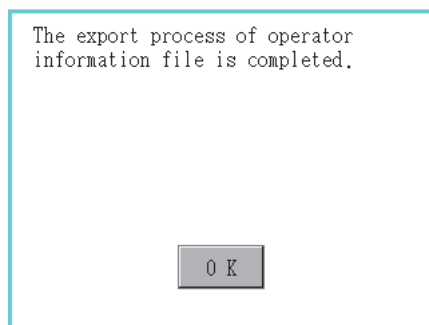 The export process of operator
information file is completed.
OK